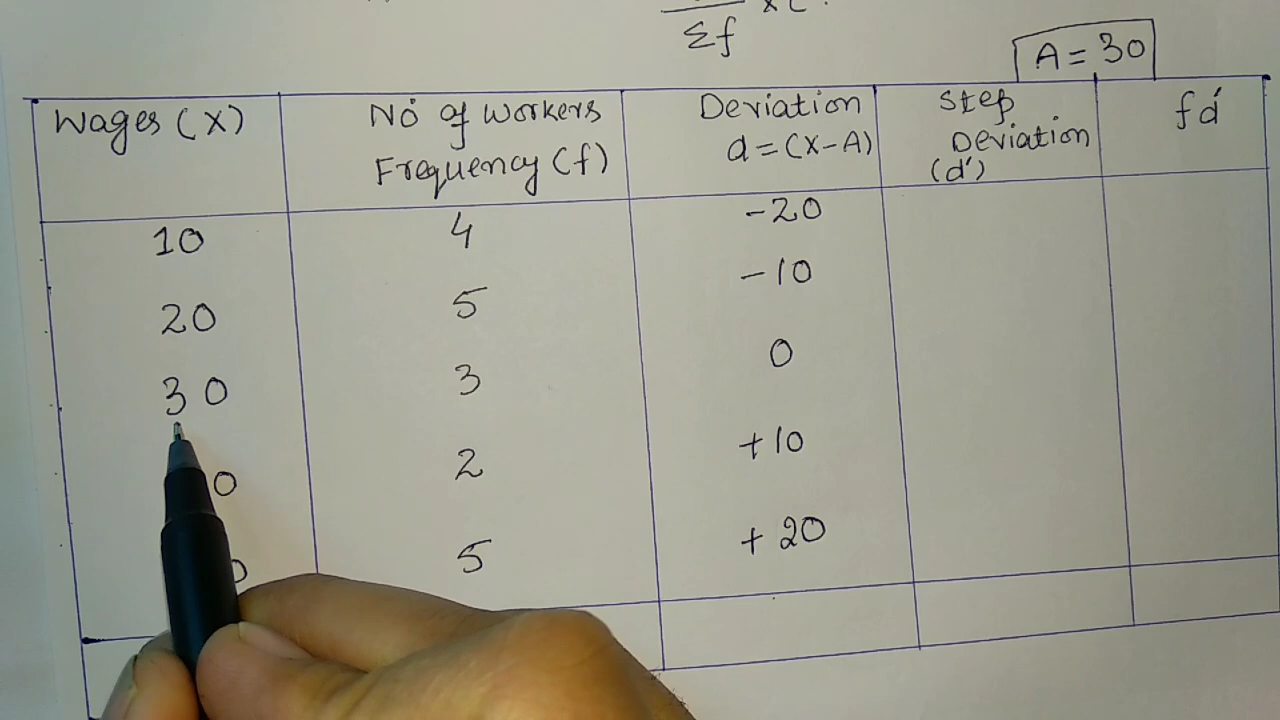 Σf × C
A = 30
Wages (X)
No of Workers
Frequency (f)
Deviation
d = (X-A)
Step
Deviation
(d')
fd'
10 4 -20
20 5 -10
30 3 0
0 2 +10
5 +20